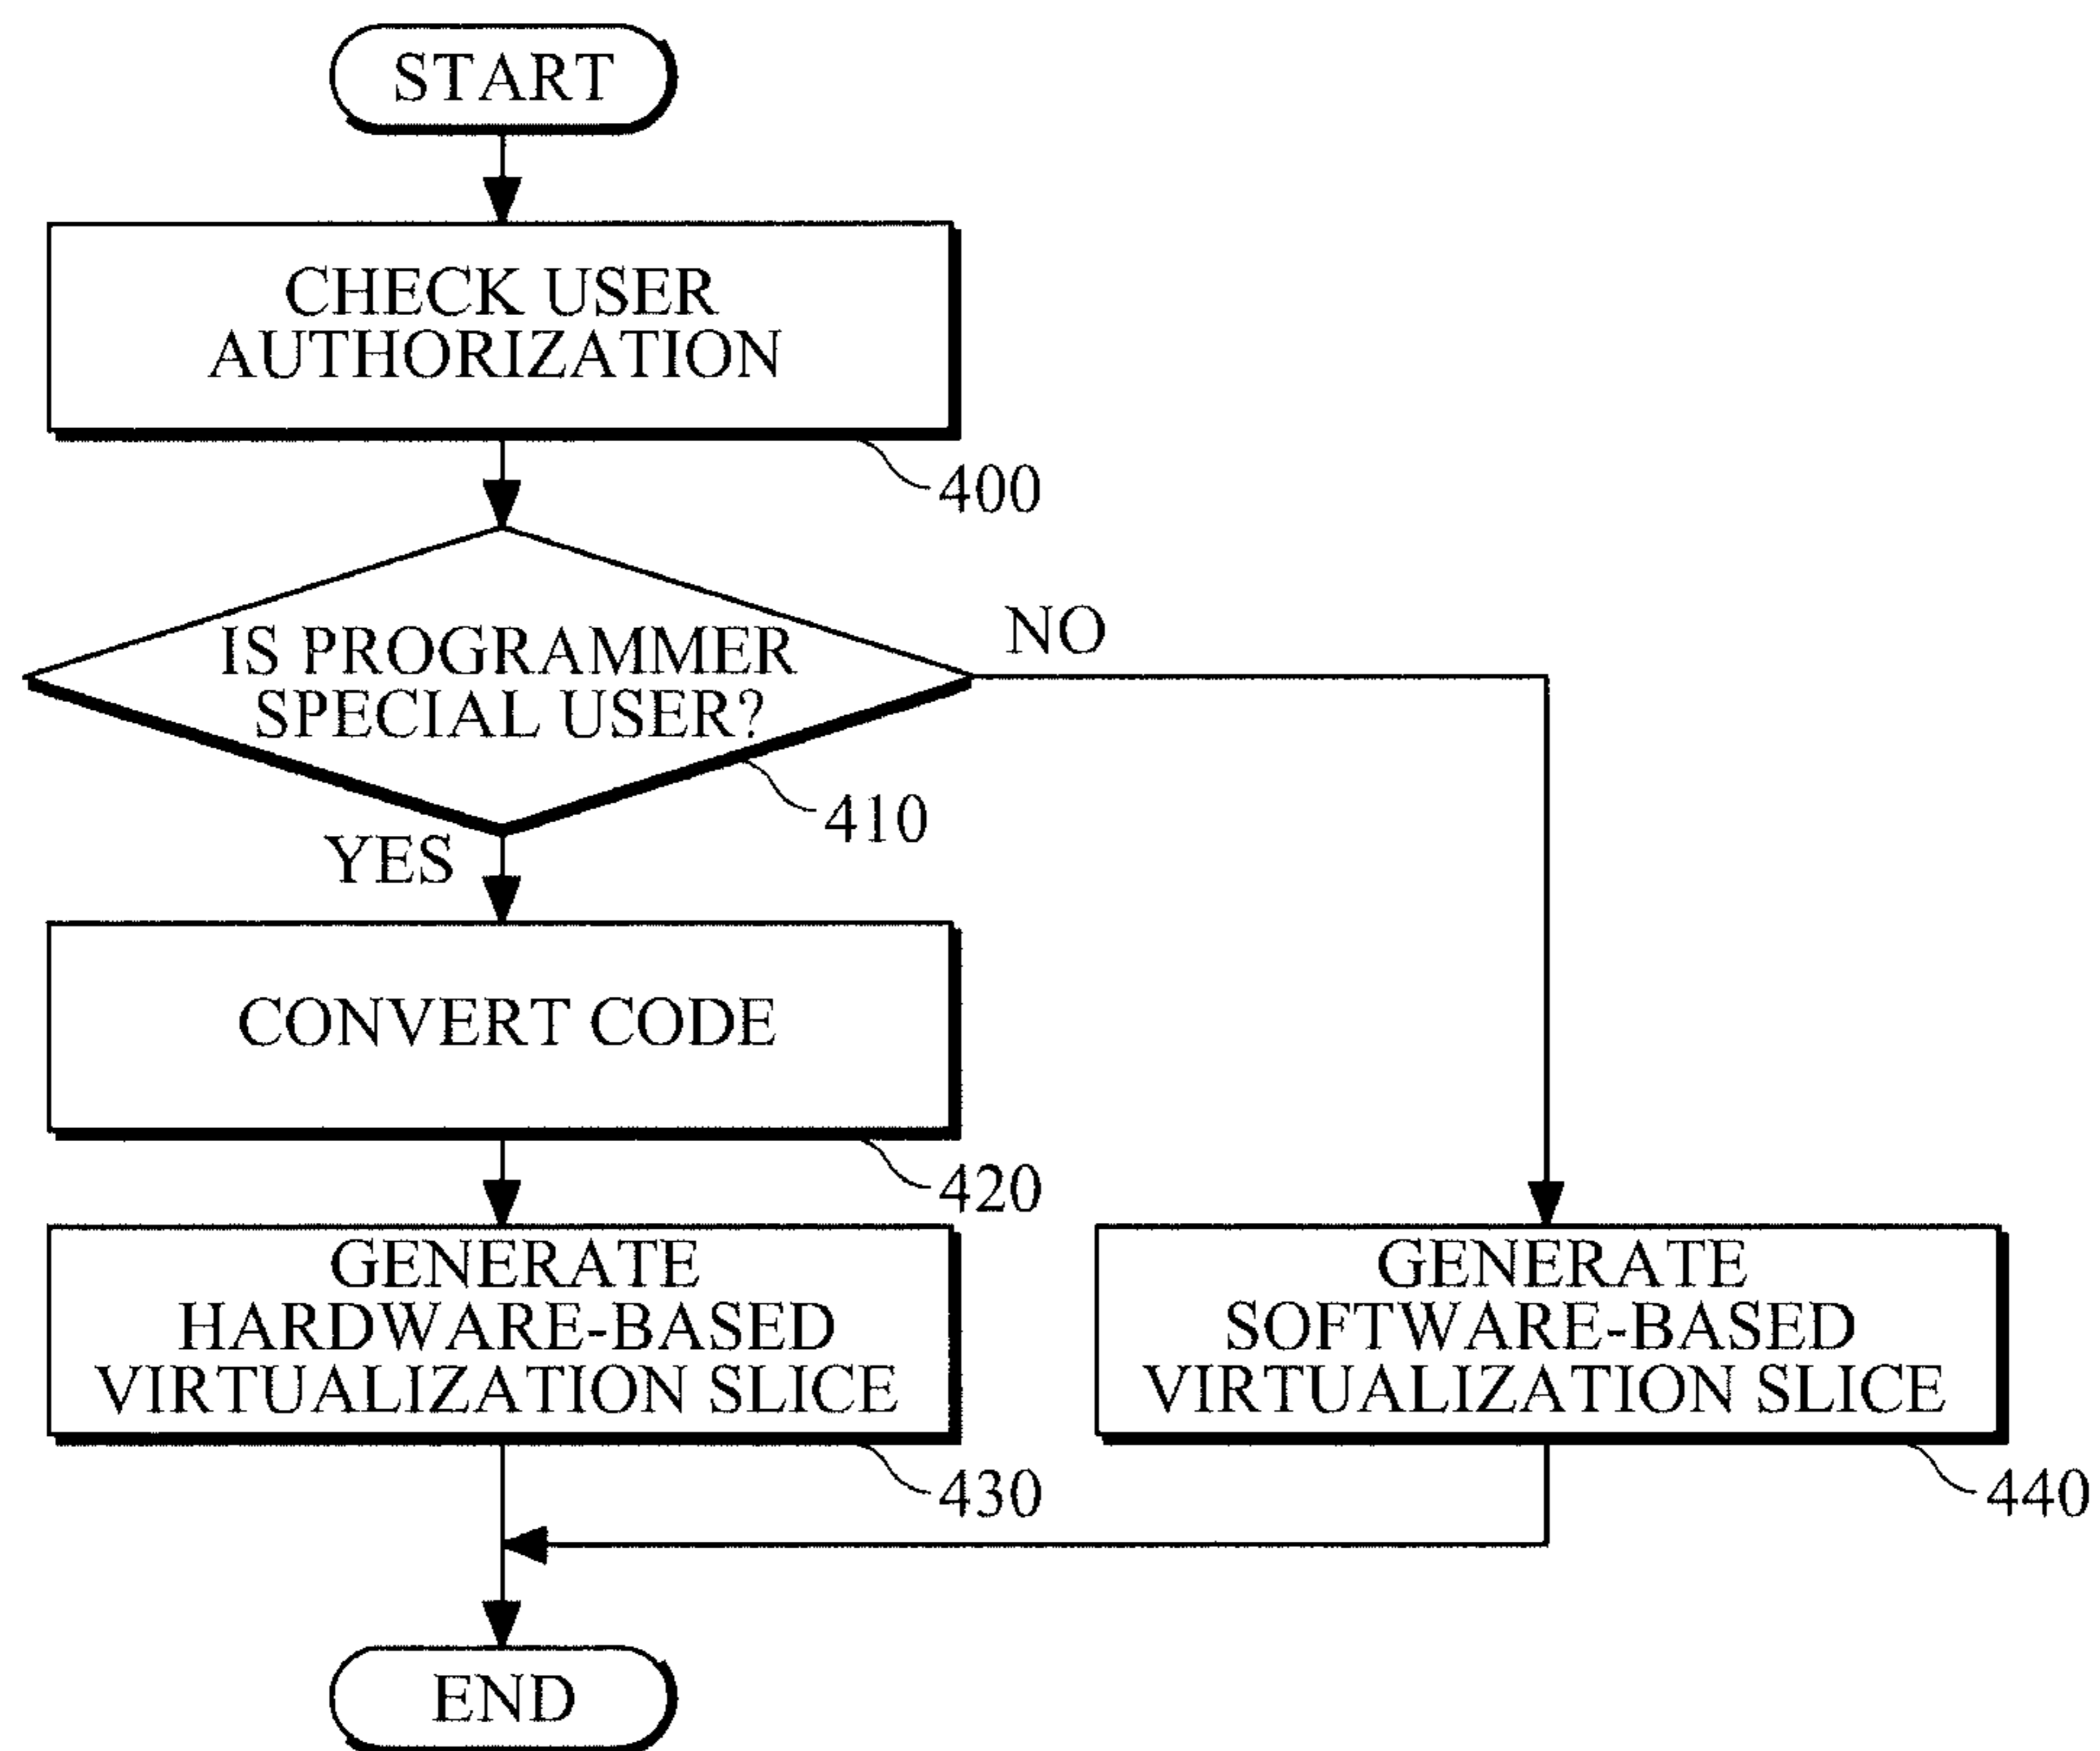 START
CHECK USER
AUTHORIZATION
400
IS PROGRAMMER
SPECIAL USER?
NO
410
YES
CONVERT CODE
420
GENERATE
HARDWARE-BASED
VIRTUALIZATION SLICE
430
GENERATE
SOFTWARE-BASED
VIRTUALIZATION SLICE
440
END